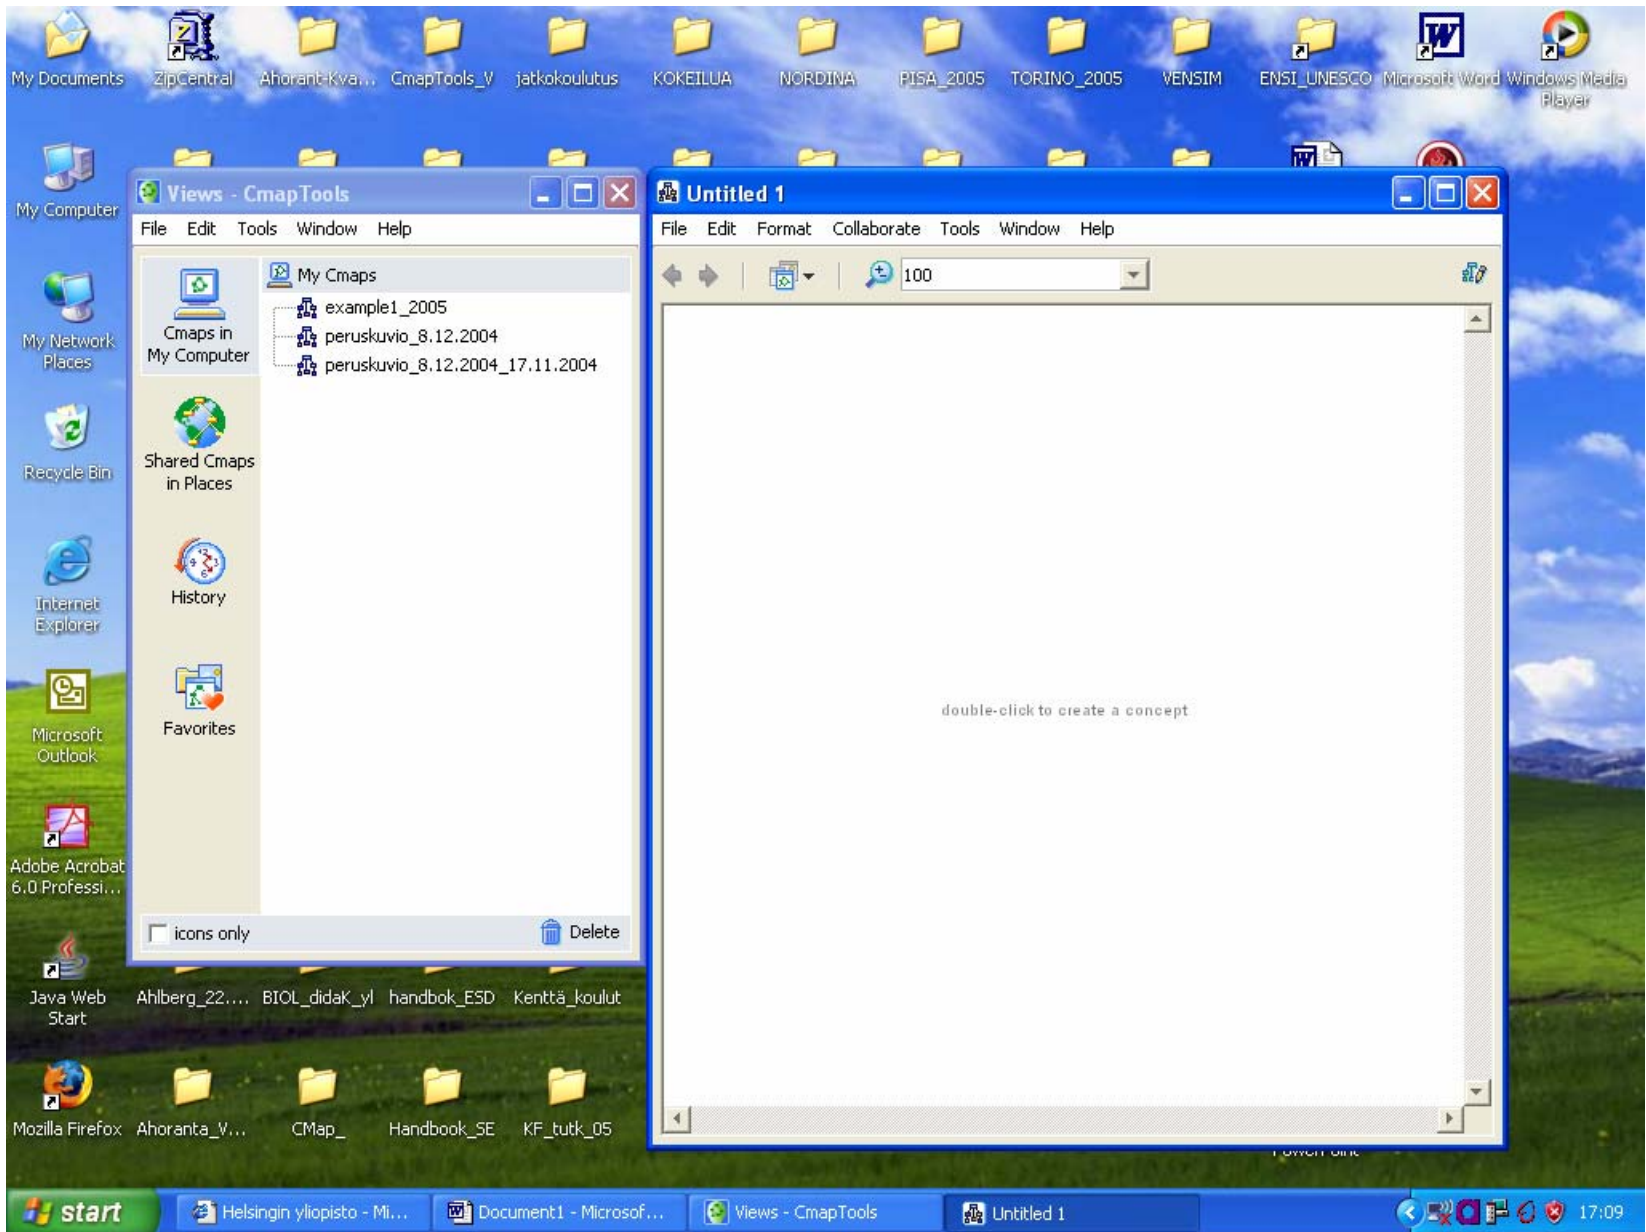 My Documents
ZipCentral
Ahorant-Kva...
CmapTools_V
jatkokoulutus
KOKEILUA
NORDINA
PISA_2005
TORINO_2005
VENSIM
ENSI_UNESCO
Microsoft Word
Windows Media
Player
My Computer
My Network
Places
Recycle Bin
Internet
Explorer
Microsoft
Outlook
Adobe Acrobat
6.0 Professi...
Java Web
Start
Mozilla Firefox
Views - CmapTools
File Edit Tools Window Help
Cmaps in
My Computer
Shared Cmaps
in Places
History
Favorites
My Cmaps
example1_2005
peruskuvio_8.12.2004
peruskuvio_8.12.2004_17.11.2004
icons only
Delete
Untitled 1
File Edit Format Collaborate Tools Window Help
100
double-click to create a concept
Ahlberg_22....
BIOL_didaK_yl
handbok_ESD
Kenttä_koulut
Ahoranta_V...
CMap_
Handbook_SE
KF_tutk_05
PowerPoint
start
Helsingin yliopisto - Mi...
Document1 - Microsof...
Views - CmapTools
Untitled 1
17:09